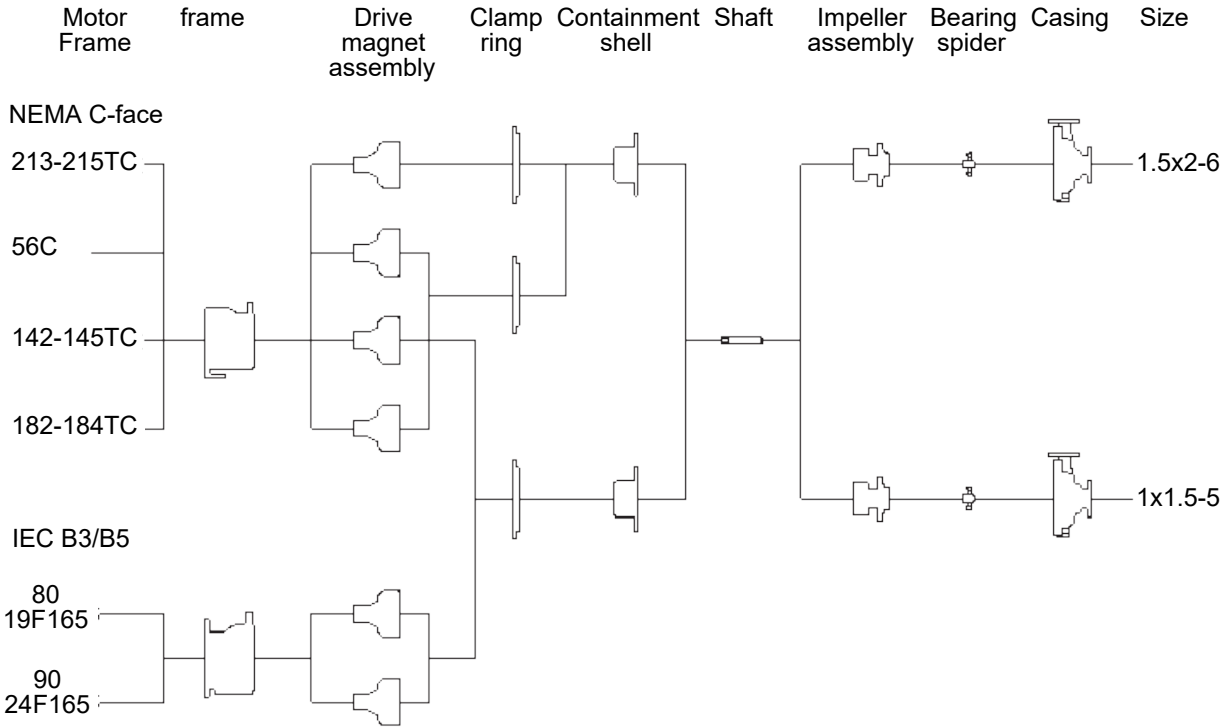 Motor
Frame
frame
Drive
magnet
assembly
Clamp
ring
Containment
shell
Shaft
Impeller
assembly
Bearing
spider
Casing
Size
NEMA C-face
213-215TC
1.5x2-6
56C
142-145TC
182-184TC
1x1.5-5
IEC B3/B5
80
19F165
90
24F165